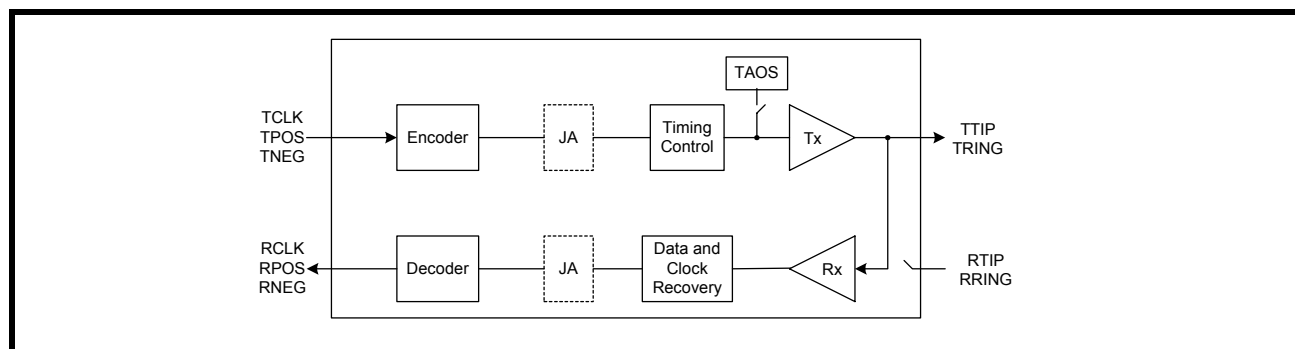 TAOS
TCLK
TPOS
TNEG
Encoder
JA
Timing
Control
Tx
TTIP
TRING
RCLK
RPOS
RNEG
Decoder
JA
Data and
Clock
Recovery
Rx
RTIP
RRING